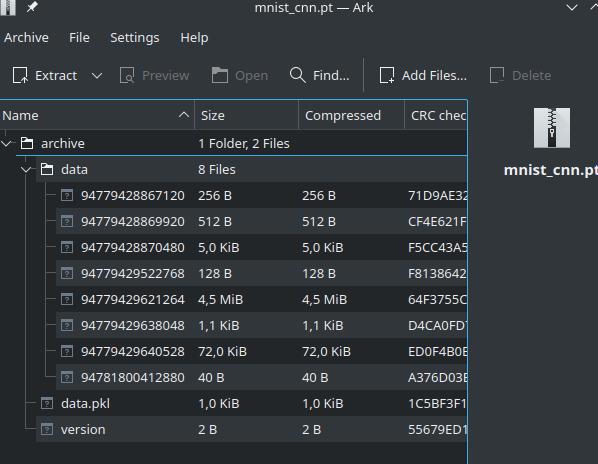 mnist_cnn.pt — Ark
Archive File Settings Help
Extract Preview Open Find... Add Files... Delete
Name Size Compressed CRC chec
archive 1 Folder, 2 Files
mnist_cnn.pt
data 8 Files
94779428867120 256 B 256 B 71D9AE32
94779428869920 512 B 512 B CF4E621F
94779428870480 5,0 KiB 5,0 KiB F5CC43A5
94779429522768 128 B 128 B F8138642
94779429621264 4,5 MiB 4,5 MiB 64F3755C
94779429638048 1,1 KiB 1,1 KiB D4CA0FD
94779429640528 72,0 KiB 72,0 KiB ED0F4B0E
94781800412880 40 B 40 B A376D03E
data.pkl 1,0 KiB 1,0 KiB 1C5BF3F1
version 2 B 2 B 55679ED1